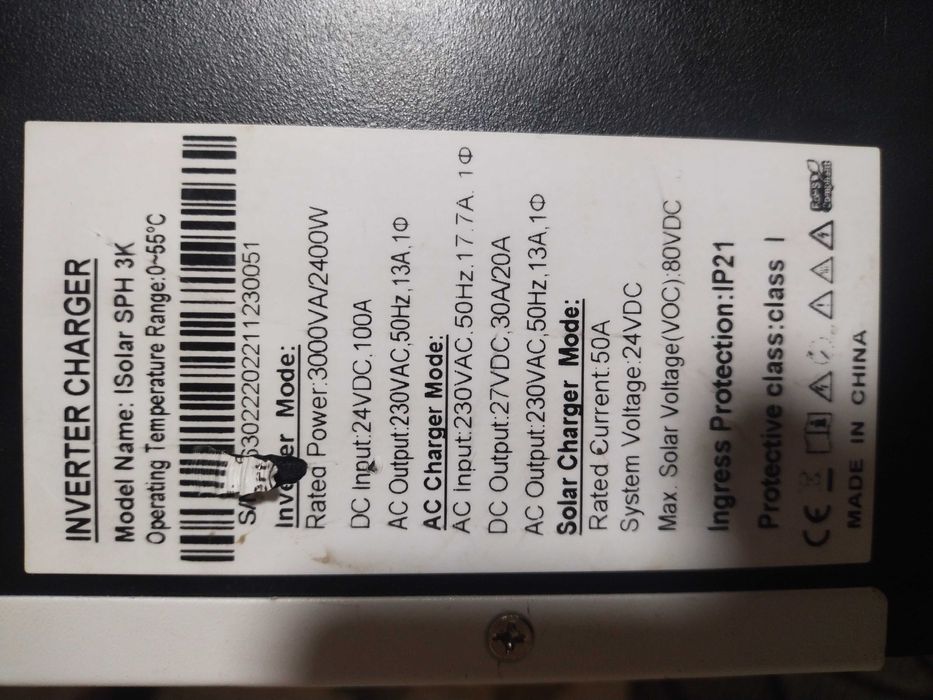 INVERTER CHARGER
Model Name: ISolar SPH 3K
Operating Temperature Range:0~55°C
6302222022111230051
Mode:
Rated Power:3000VA/2400W
DC Input:24VDC.100A
AC Output:230VAC,50Hz,13A,1Φ
AC Charger Mode:
AC Input:230VAC.50Hz.17.7A. 1Φ
DC Output:27VDC,30A/20A
AC Output:230VAC,50Hz,13A,1Φ
Solar Charger Mode:
Rated Current:50A
System Voltage:24VDC
Max. Solar Voltage(VOC):80VDC
Ingress Protection:IP21
Protective class:class I
CE
RoHS
MADE IN CHINA